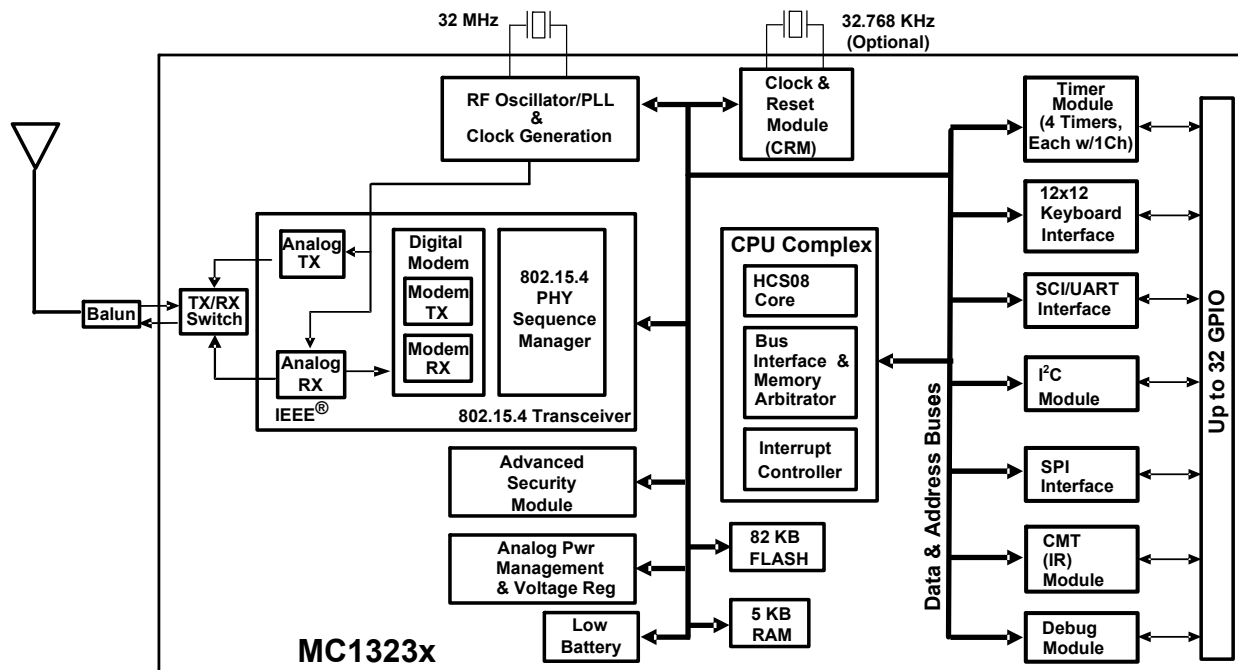 32 MHz
32.768 KHz
(Optional)
RF Oscillator/PLL
&
Clock Generation
Clock &
Reset
Module
(CRM)
Timer
Module
(4 Timers,
Each w/1Ch)
12x12
Keyboard
Interface
SCI/UART
Interface
I²C
Module
SPI
Interface
CMT
(IR)
Module
Debug
Module
Up to 32 GPIO
Data & Address Buses
CPU Complex
HCS08
Core
Bus
Interface &
Memory
Arbitrator
Interrupt
Controller
Balun
TX/RX
Switch
Analog
TX
Analog
RX
Digital
Modem
Modem
TX
Modem
RX
802.15.4
PHY
Sequence
Manager
IEEE®
802.15.4 Transceiver
Advanced
Security
Module
Analog Pwr
Management
& Voltage Reg
Low
Battery
82 KB
FLASH
5 KB
RAM
MC1323x